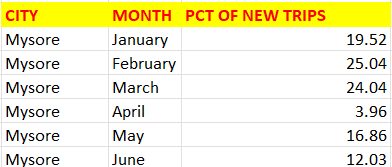 CITY MONTH PCT OF NEW TRIPS
Mysore January 19.52
Mysore February 25.04
Mysore March 24.04
Mysore April 3.96
Mysore May 16.86
Mysore June 12.03